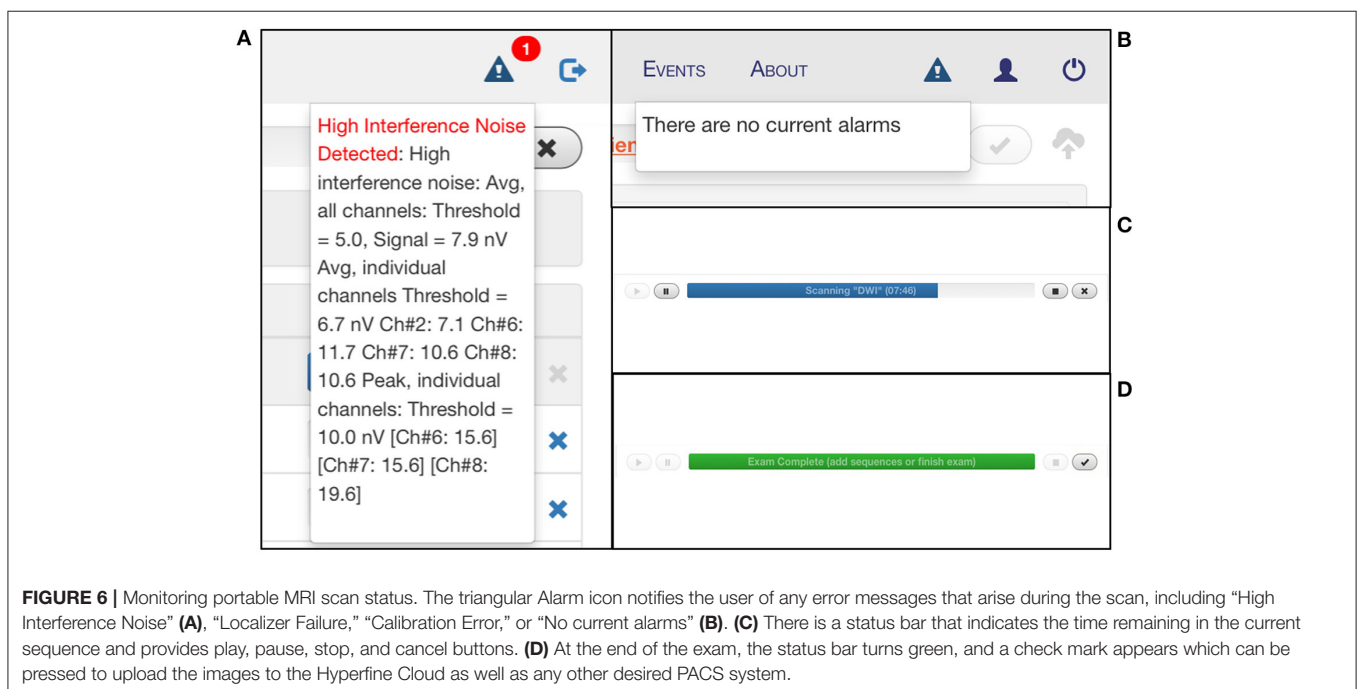 A
1
High Interference Noise
Detected: High
interference noise: Avg,
all channels: Threshold
= 5.0, Signal = 7.9 nV
Avg, individual
channels Threshold =
6.7 nV Ch#2: 7.1 Ch#6:
11.7 Ch#7: 10.6 Ch#8:
10.6 Peak, individual
channels: Threshold =
10.0 nV [Ch#6: 15.6]
[Ch#7: 15.6] [Ch#8:
19.6]
B
EVENTS ABOUT
There are no current alarms
ien
C
Scanning "DWI" (07:46)
D
Exam Complete (add sequences or finish exam)
FIGURE 6 | Monitoring portable MRI scan status. The triangular Alarm icon notifies the user of any error messages that arise during the scan, including “High
Interference Noise” (A), “Localizer Failure,” “Calibration Error,” or “No current alarms” (B). (C) There is a status bar that indicates the time remaining in the current
sequence and provides play, pause, stop, and cancel buttons. (D) At the end of the exam, the status bar turns green, and a check mark appears which can be
pressed to upload the images to the Hyperfine Cloud as well as any other desired PACS system.